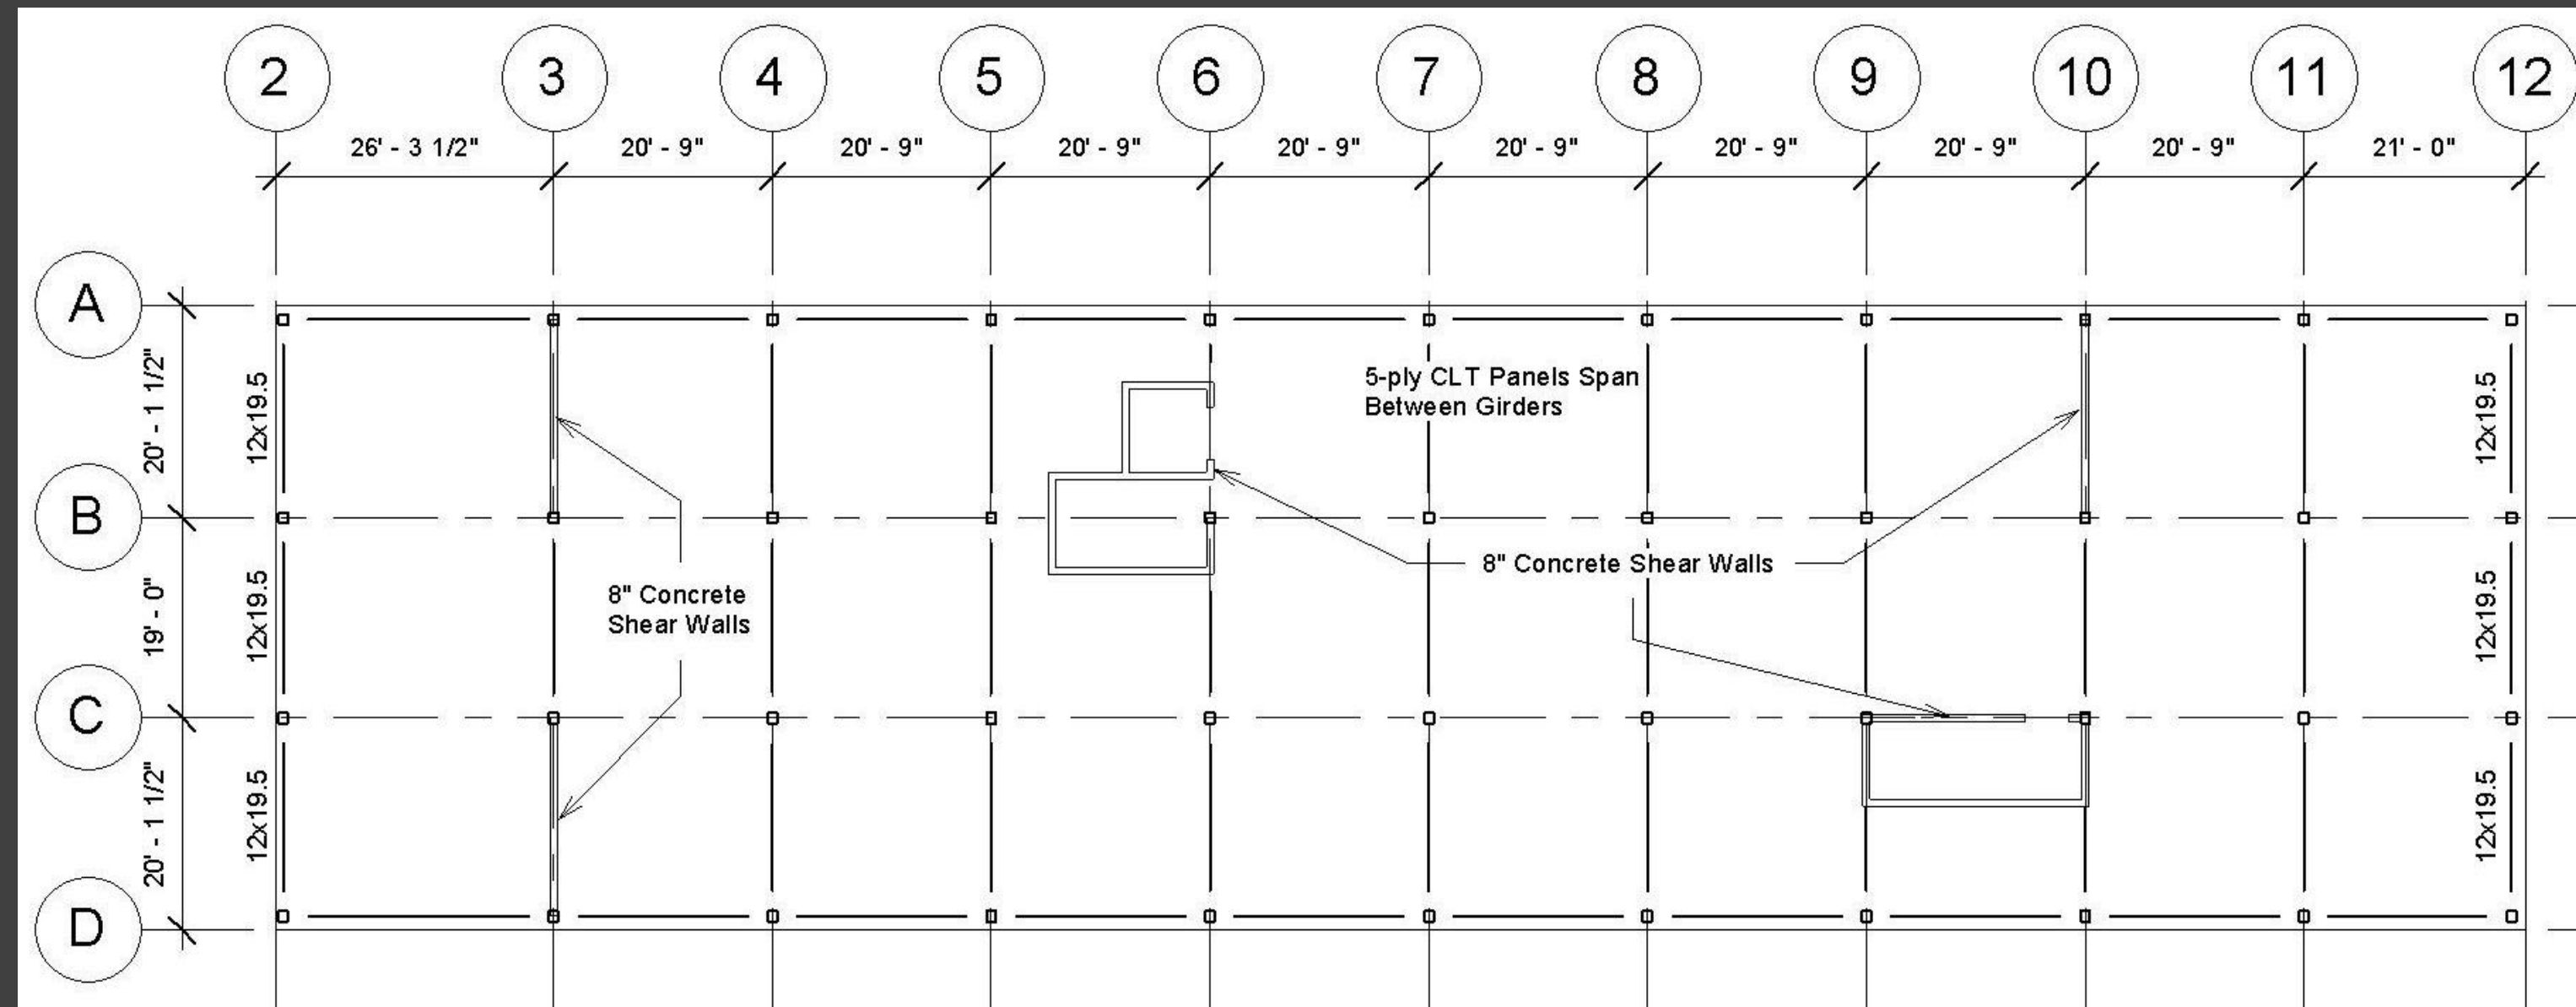 2 3 4 5 6 7 8 9 10 11 12
26' - 3 1/2" 20' - 9" 20' - 9" 20' - 9" 20' - 9" 20' - 9" 20' - 9" 20' - 9" 20' - 9" 21' - 0"
A
20' - 1 1/2"
12x19.5
5-ply CLT Panels Span
Between Girders
12x19.5
B
19' - 0"
12x19.5
8" Concrete
Shear Walls
8" Concrete Shear Walls
12x19.5
C
20' - 1 1/2"
12x19.5
12x19.5
D